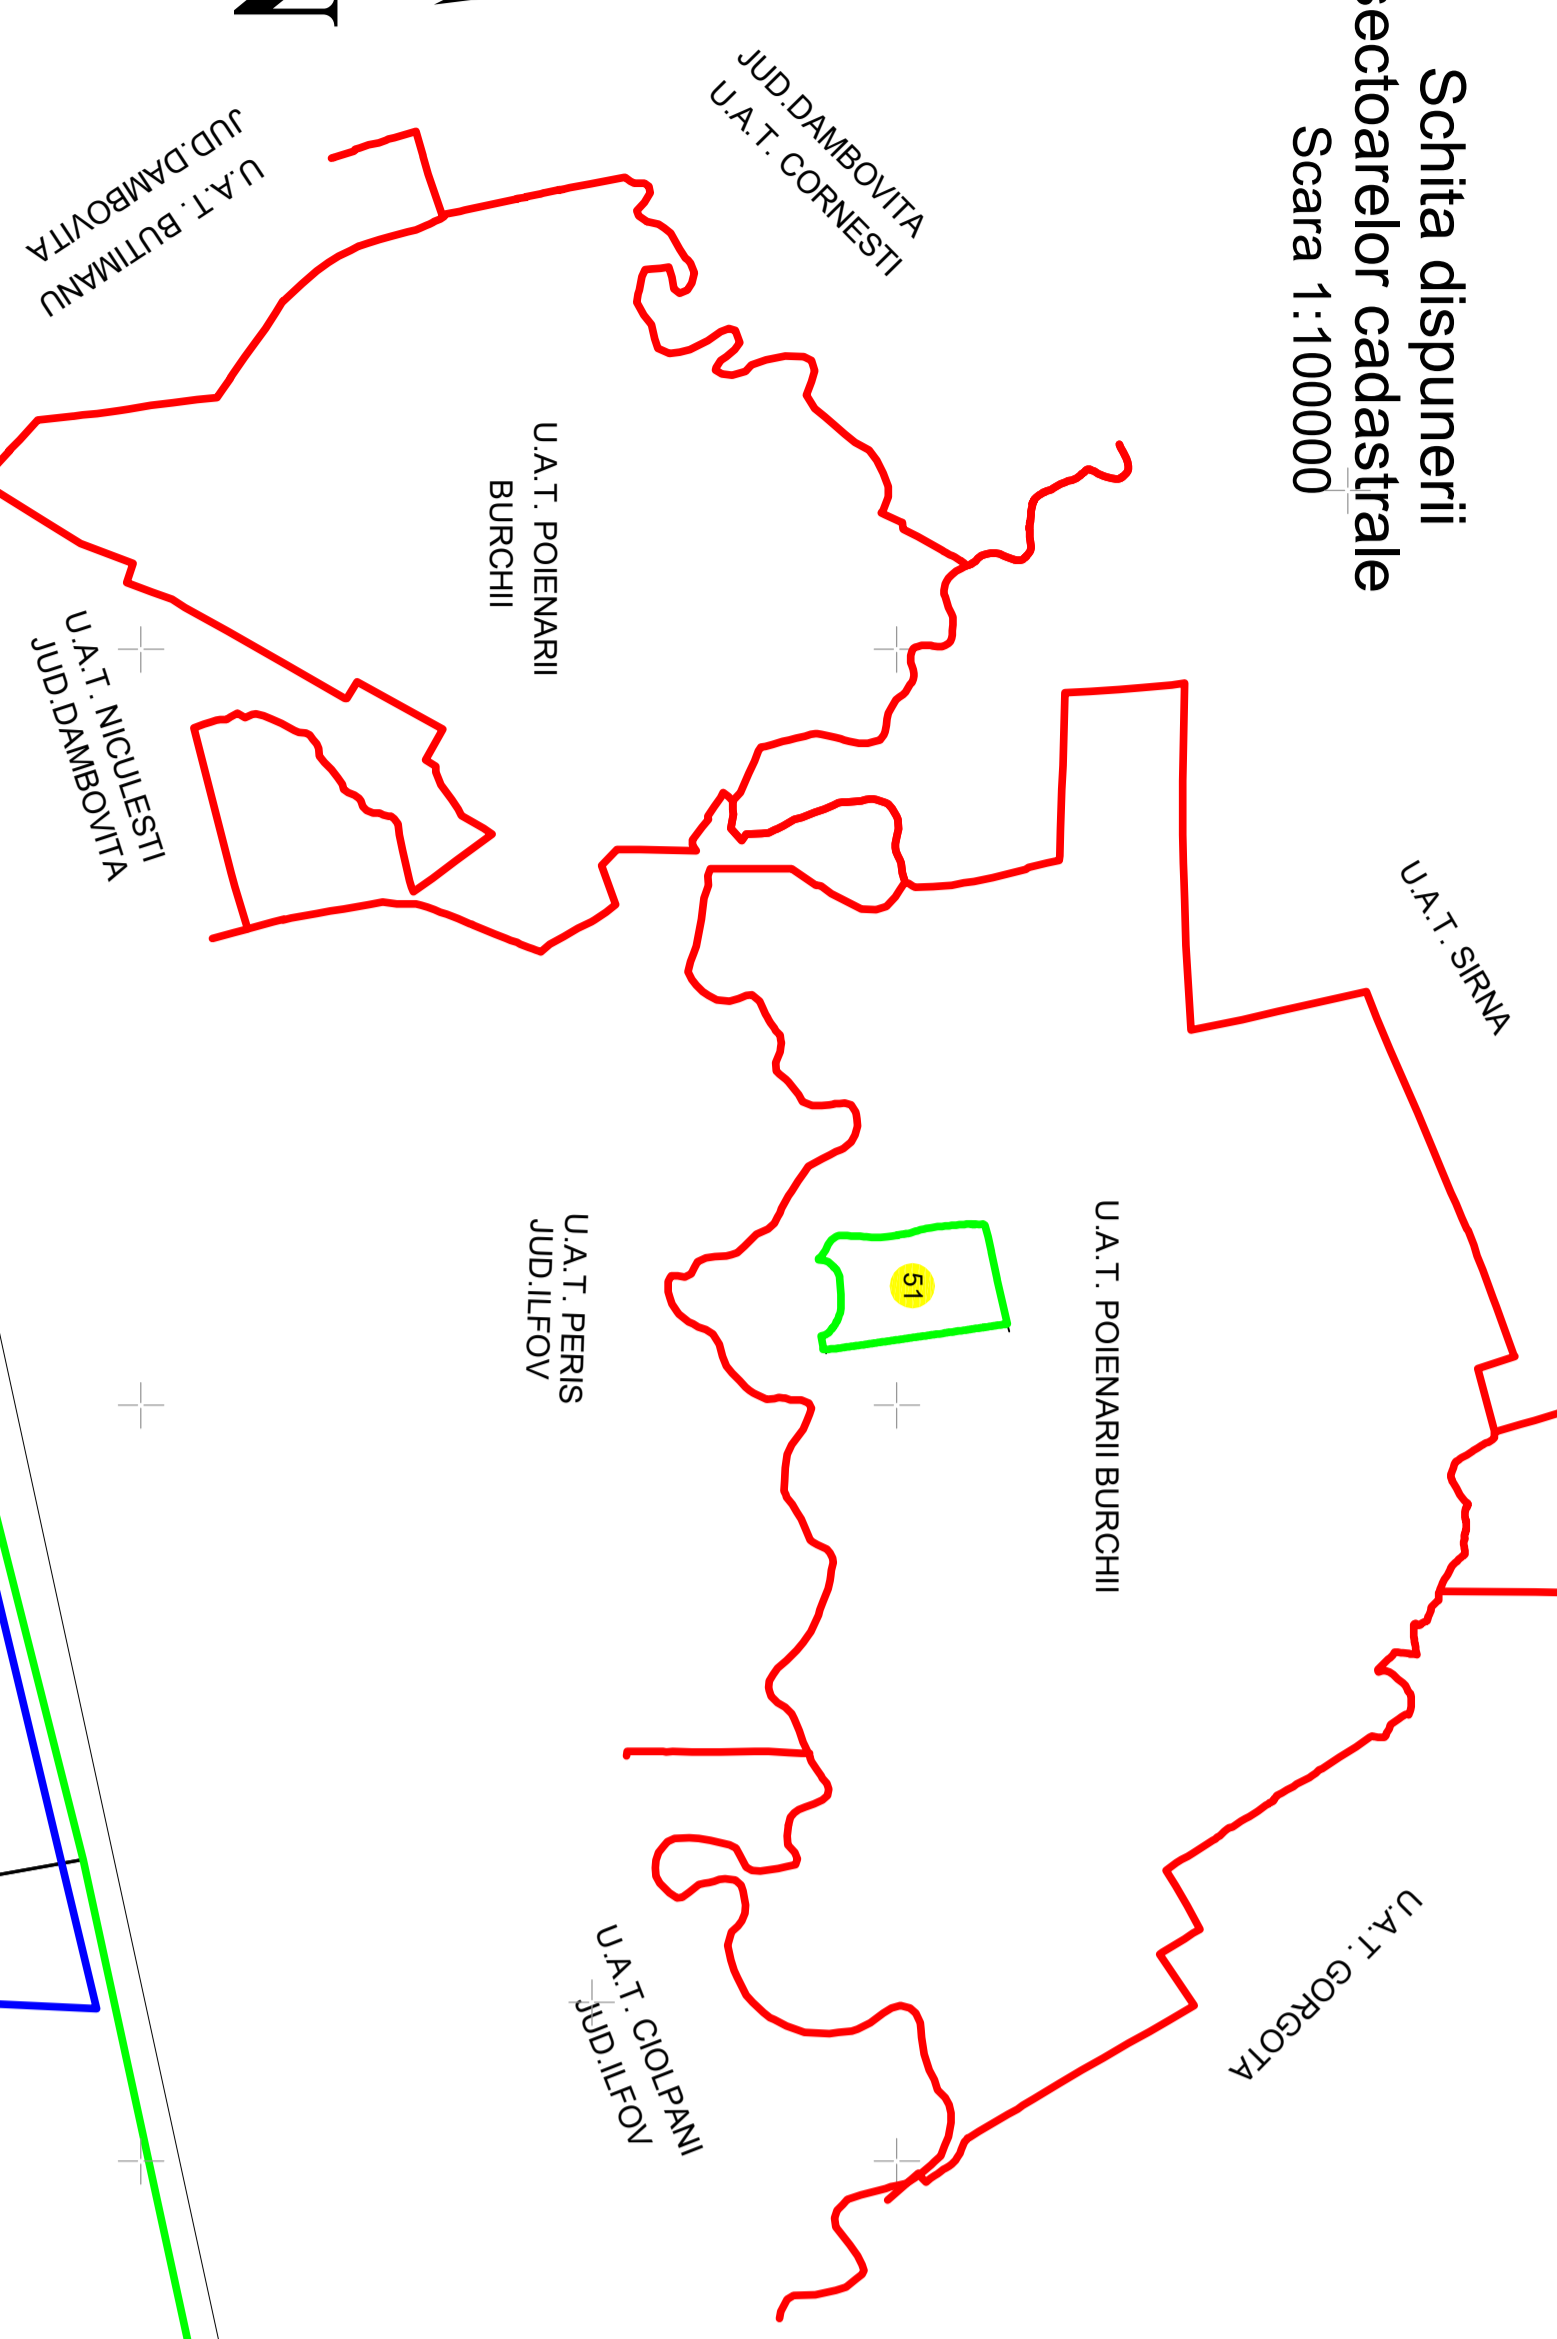 Schita dispunerii
ectoarelor cadastrale
Scara 1:100000
JUD.DAMBOVITA
U.A.T. CORNESTI
U.A.T. BUTIMANU
JUD.DAMBOVITA
U.A.T. POIENARII
BURCHII
U.A.T. NICULESTI
JUD.DAMBOVITA
U.A.T. SIRNA
U.A.T. POIENARII BURCHII
51
U.A.T. PERIS
JUD.ILFOV
U.A.T. GORGOTA
U.A.T. CIOLPANI
JUD.ILFOV
N